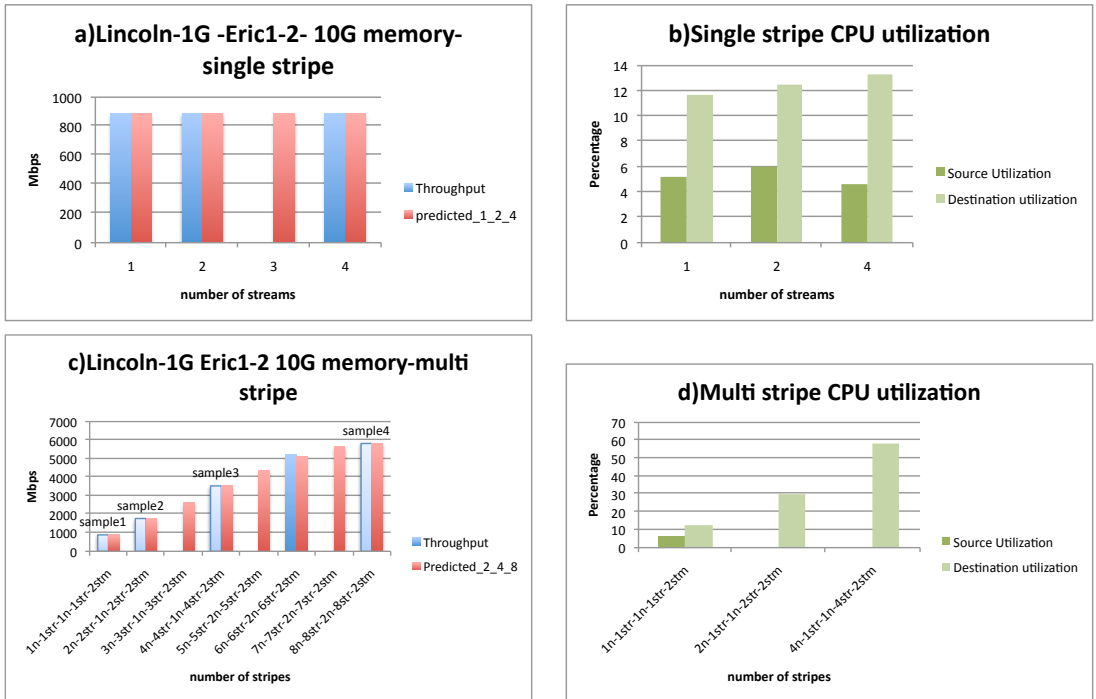 a)Lincoln-1G -Eric1-2- 10G memory-
single stripe
1000
800
600
400
200
0
Mbps
1 2 3 4
number of streams
Throughput
predicted_1_2_4
b)Single stripe CPU utilization
14
12
10
8
6
4
2
0
Percentage
1 2 4
number of streams
Source Utilization
Destination utilization
c)Lincoln-1G Eric1-2 10G memory-multi
stripe
7000
6000
5000
4000
3000
2000
1000
0
Mbps
sample1
sample2
sample3
sample4
1n-1str-1n-1str-2stm
2n-2str-1n-2str-2stm
3n-3str-1n-3str-2stm
4n-4str-1n-4str-2stm
5n-5str-2n-5str-2stm
6n-6str-2n-6str-2stm
7n-7str-2n-7str-2stm
8n-8str-2n-8str-2stm
number of stripes
Throughput
Predicted_2_4_8
d)Multi stripe CPU utilization
70
60
50
40
30
20
10
0
Percentage
1n-1str-1n-1str-2stm
2n-1str-1n-2str-2stm
4n-1str-1n-4str-2stm
number of stripes
Source Utilization
Destination utilization